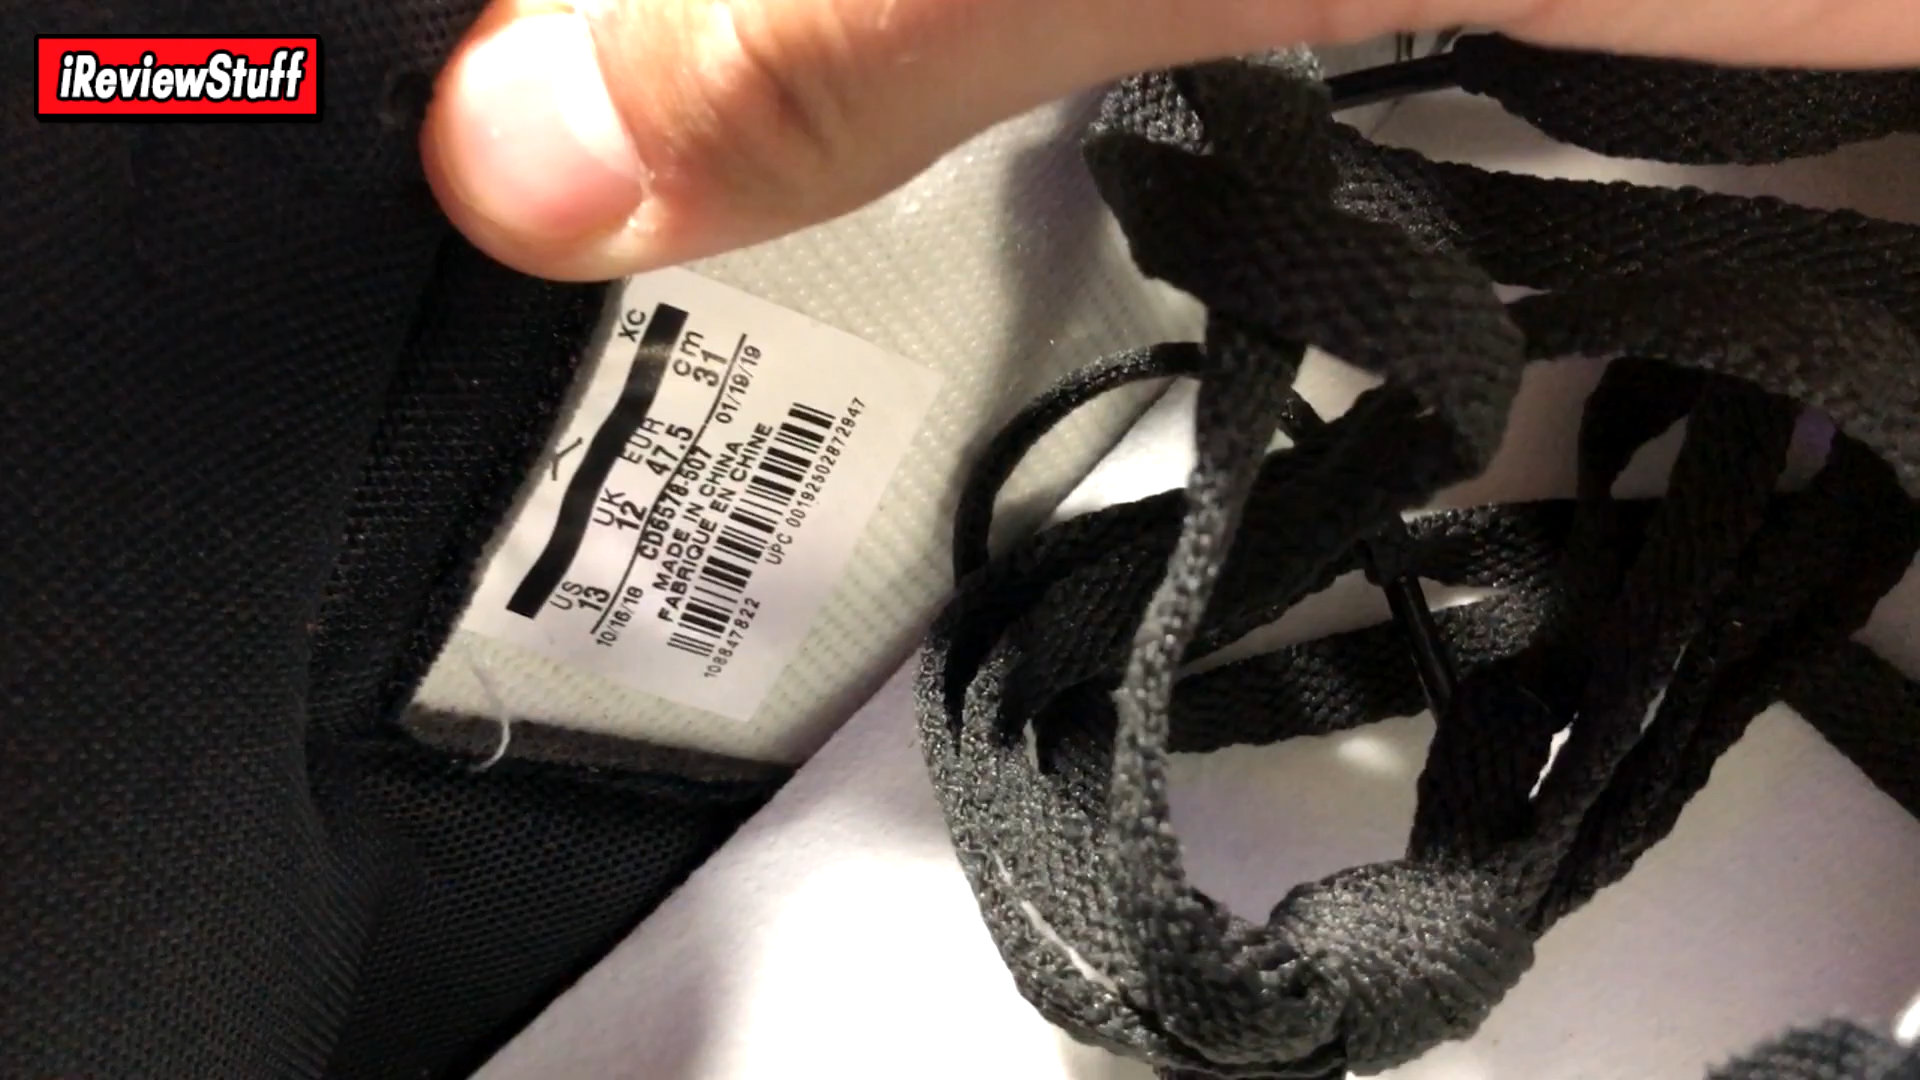 iReviewStuff
XC
Y
US UK EUR cm
13 12 47.5 31
10/16/18 CD6578-507 01/19/19
MADE IN CHINA
FABRIQUE EN CHINE
108847822 UPC 00192502872847